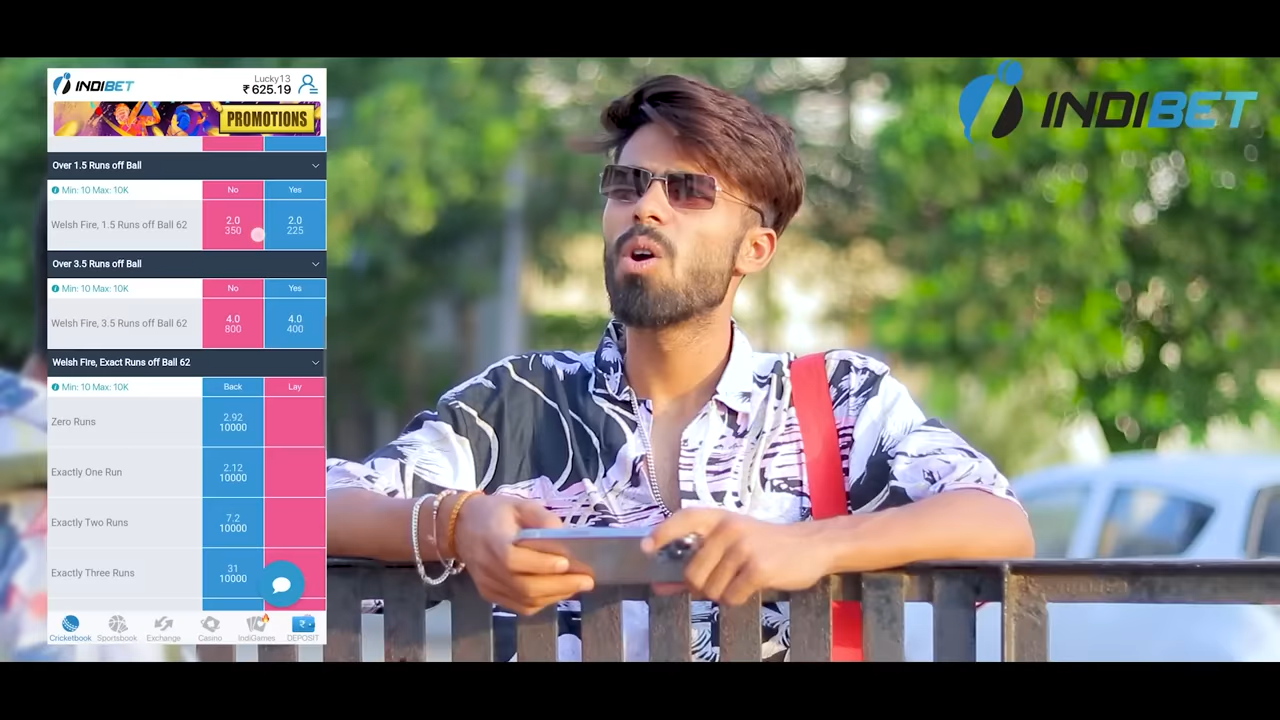 INDIBET
Lucky13
₹ 625.19
PROMOTIONS
Over 1.5 Runs off Ball
Min: 10 Max: 10K
No
Yes
Welsh Fire, 1.5 Runs off Ball 62
2.0
350
2.0
225
Over 3.5 Runs off Ball
Min: 10 Max: 10K
No
Yes
Welsh Fire, 3.5 Runs off Ball 62
4.0
800
4.0
400
Welsh Fire, Exact Runs off Ball 62
Min: 10 Max: 10K
Back
Lay
Zero Runs
2.92
10000
Exactly One Run
2.12
10000
Exactly Two Runs
7.2
10000
Exactly Three Runs
31
10000
Cricketbook
Sportsbook
Exchange
Casino
IndiGames
DEPOSIT
INDIBET